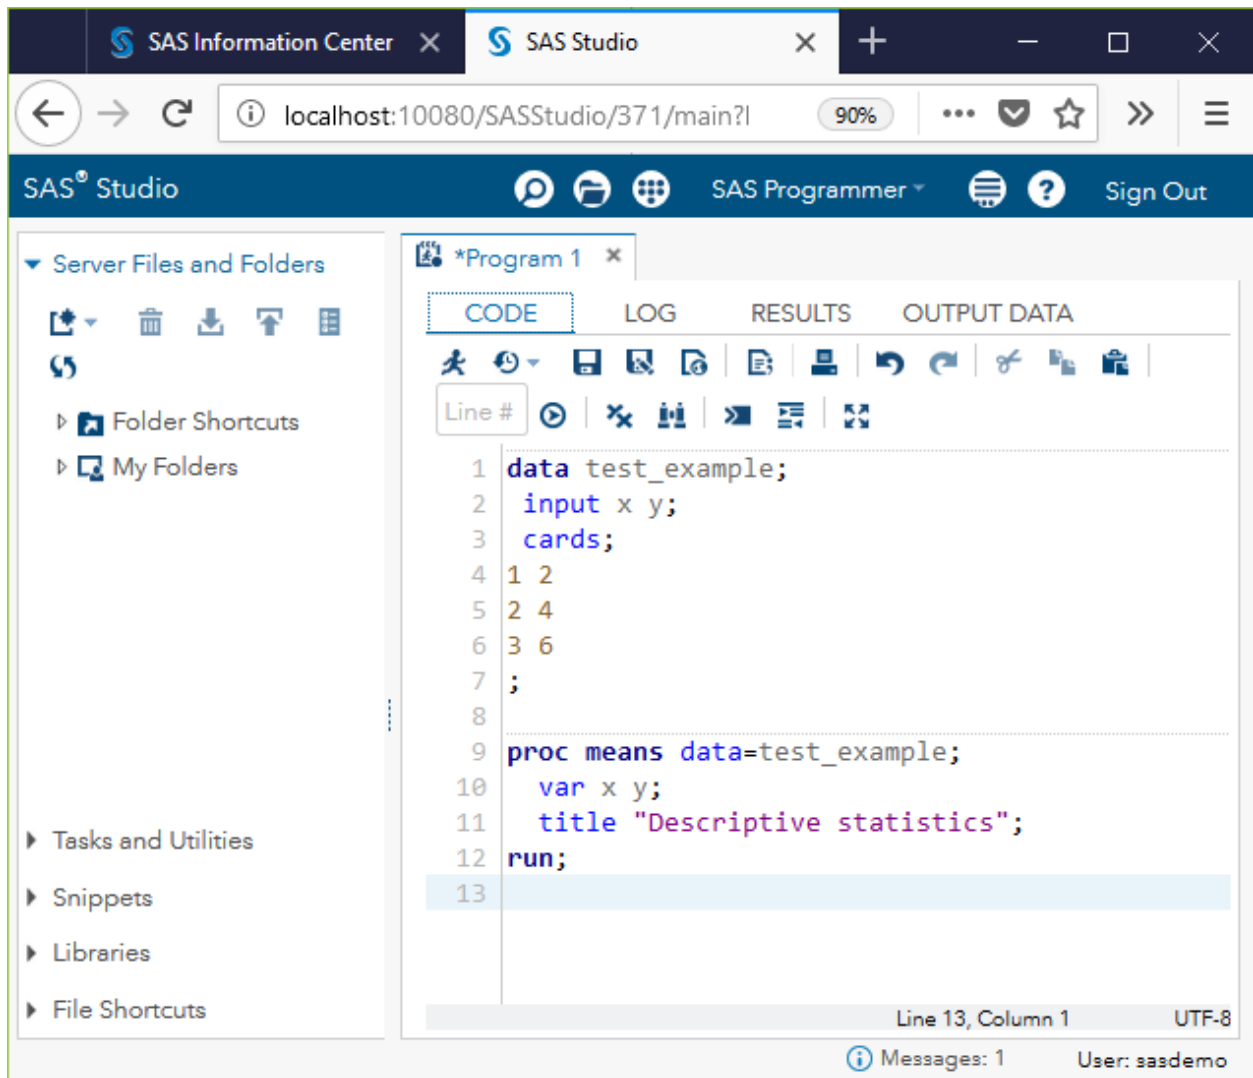 SAS Information Center
SAS Studio
localhost:10080/SASStudio/371/main?l
90%
SAS® Studio
SAS Programmer
Sign Out
Server Files and Folders
Folder Shortcuts
My Folders
Tasks and Utilities
Snippets
Libraries
File Shortcuts
*Program 1
CODE LOG RESULTS OUTPUT DATA
Line #
1 data test_example;
2 input x y;
3 cards;
4 1 2
5 2 4
6 3 6
7 ;
8
9 proc means data=test_example;
10 var x y;
11 title "Descriptive statistics";
12 run;
13
Line 13, Column 1 UTF-8
Messages: 1 User: sasdemo